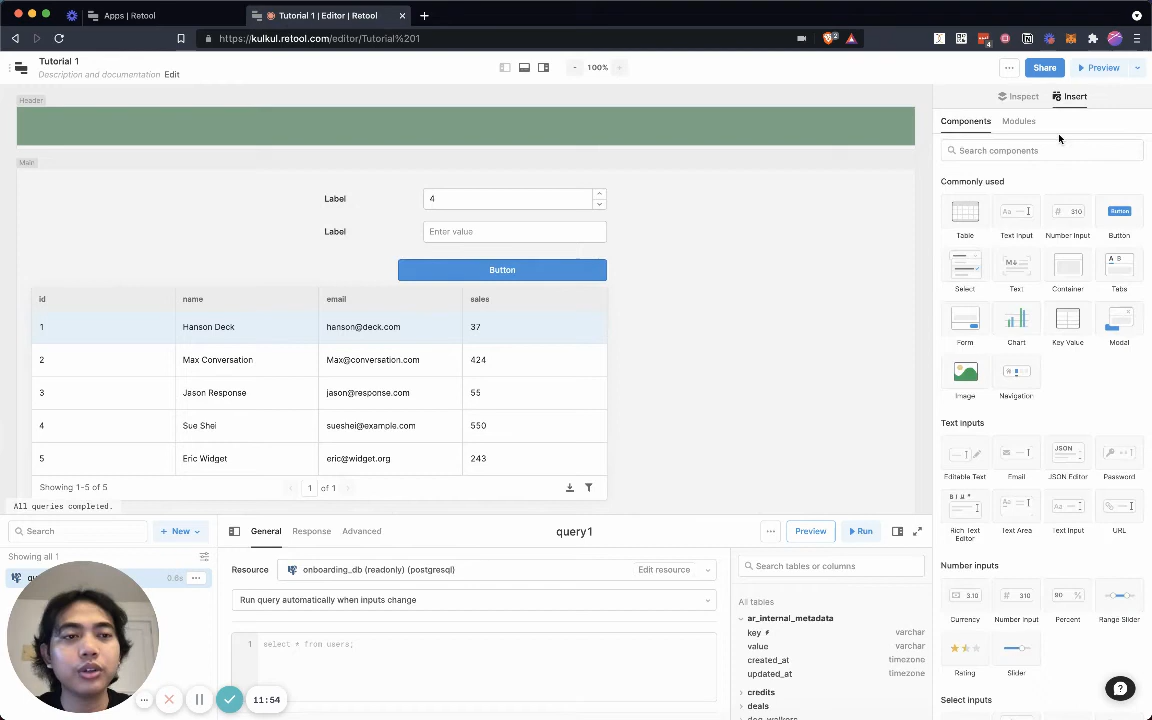 Apps | Retool
Tutorial 1 | Editor | Retool
https://kulkul.retool.com/editor/Tutorial%201
Tutorial 1
Description and documentation Edit
100%
Share
Preview
Header
Inspect
Insert
Components
Modules
Search components
Main
Label
4
Label
Enter value
Button
id name email sales
1 Hanson Deck hanson@deck.com 37
2 Max Conversation Max@conversation.com 424
3 Jason Response jason@response.com 55
4 Sue Shei sueshei@example.com 550
5 Eric Widget eric@widget.org 243
Showing 1-5 of 5
1 of 1
All queries completed.
Commonly used
Button
Table Text Input Number Input Button
Select Text Container Tabs
Form Chart Key Value Modal
Image Navigation
Text inputs
JSON
Editable Text Email JSON Editor Password
Rich Text Editor Text Area Text Input URL
Number inputs
3.10 310 90 %
Currency Number Input Percent Range Slider
Rating Slider
Select inputs
Search
+ New
Showing all 1
0.6s
General Response Advanced
query1
Preview
Run
Resource
onboarding_db (readonly) (postgresql)
Edit resource
Run query automatically when inputs change
1 select * from users;
Search tables or columns
All tables
ar_internal_metadata
key varchar
value varchar
created_at timezone
updated_at timezone
credits
deals
dog_walkers
11:54